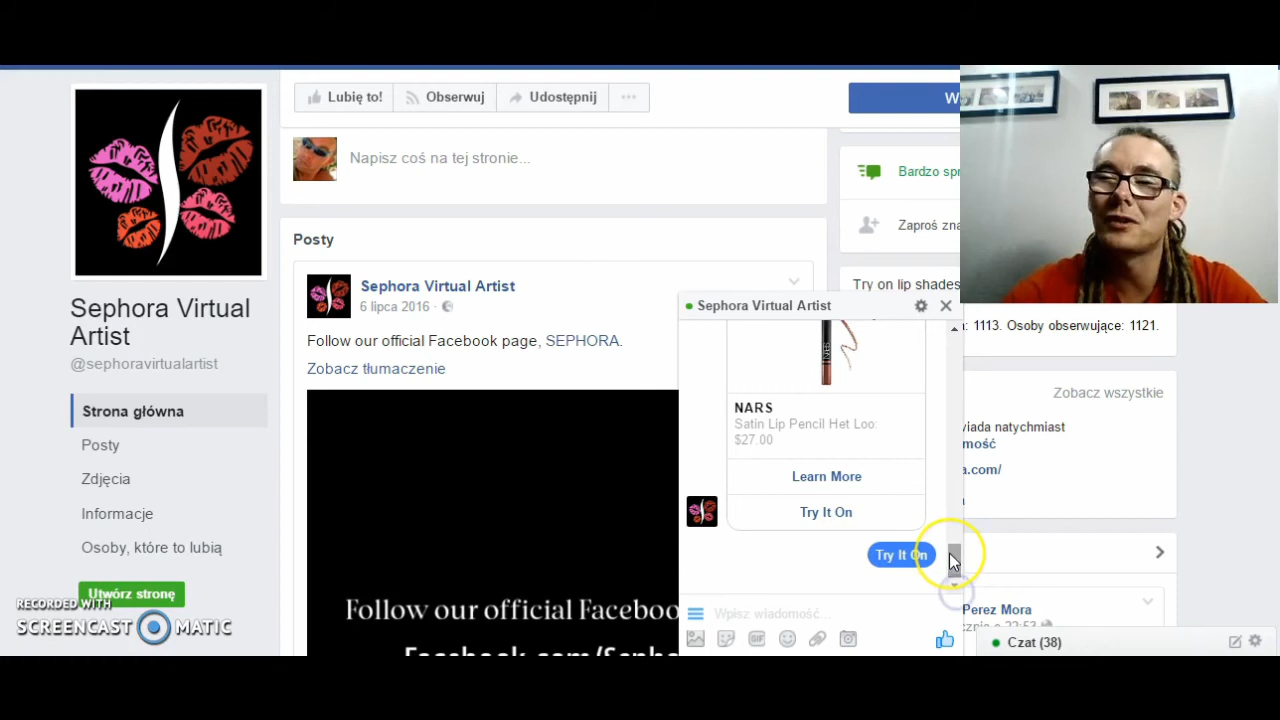 Lubię to!
Obserwuj
Udostępnij
W
Napisz coś na tej stronie...
Bardzo spr
Zaproś zna
Posty
Sephora Virtual Artist
6 lipca 2016
Follow our official Facebook page, SEPHORA.
Zobacz tłumaczenie
Follow our official Facebo
Try on lip shades
: 1113. Osoby obserwujące: 1121.
Zobacz wszystkie
wiada natychmiast
mość
a.com/
Perez Mora
Czat (38)
Sephora Virtual Artist
NARS
Satin Lip Pencil Het Loo:
$27.00
Learn More
Try It On
Try It On
Wpisz wiadomość...
GIF
Sephora Virtual
Artist
@sephoravirtualartist
Strona główna
Posty
Zdjęcia
Informacje
Osoby, które to lubią
Utwórz stronę
RECORDED WITH
SCREENCAST MATIC